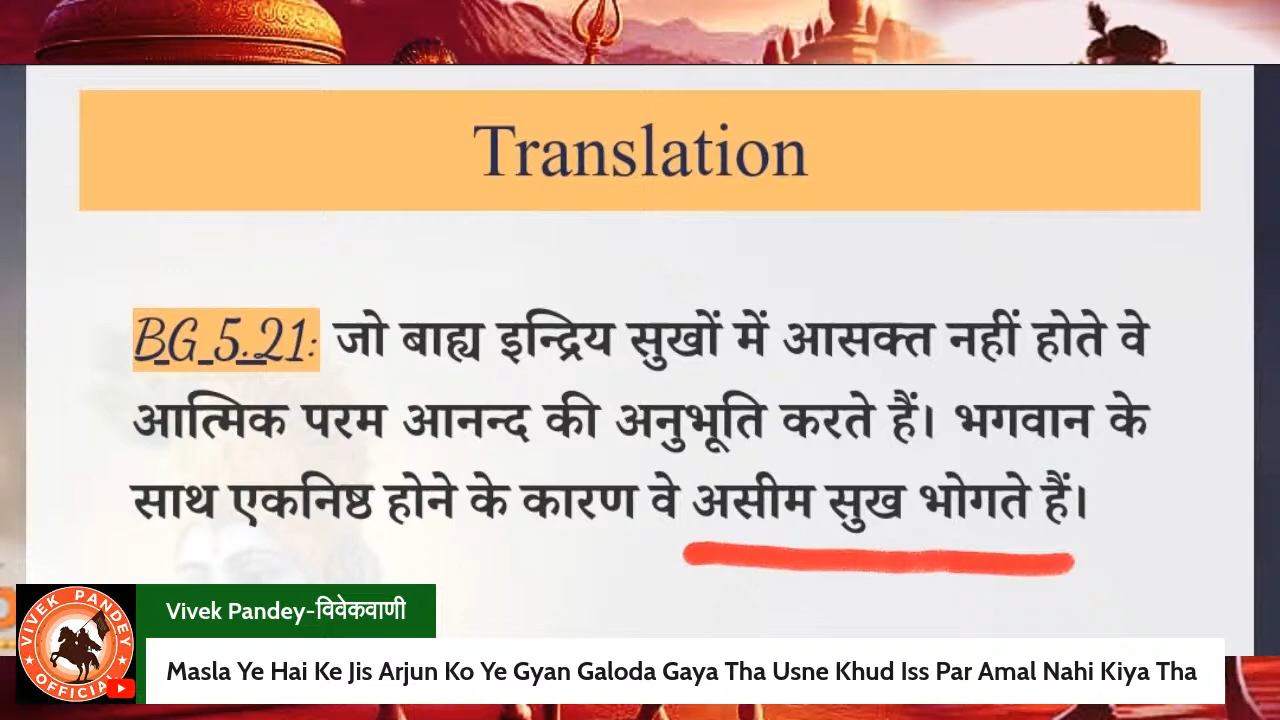 Translation
BG 5.21: जो बाह्य इन्द्रिय सुखों में आसक्त नहीं होते वे
आत्मिक परम आनन्द की अनुभूति करते हैं। भगवान के
साथ एकनिष्ठ होने के कारण वे असीम सुख भोगते हैं।
VIVEK PANDEY
OFFICIAL
Vivek Pandey-विवेकवाणी
Masla Ye Hai Ke Jis Arjun Ko Ye Gyan Galoda Gaya Tha Usne Khud Iss Par Amal Nahi Kiya Tha